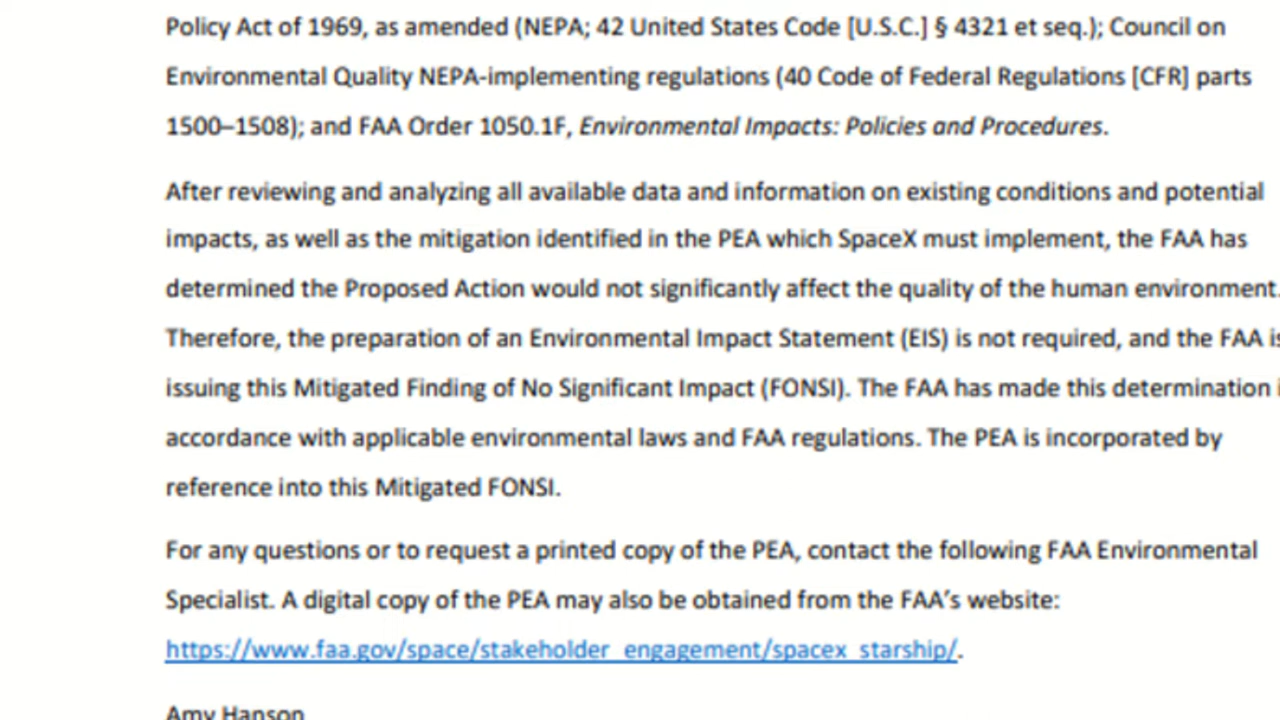 Policy Act of 1969, as amended (NEPA; 42 United States Code [U.S.C.] § 4321 et seq.); Council on
Environmental Quality NEPA-implementing regulations (40 Code of Federal Regulations [CFR] parts
1500–1508); and FAA Order 1050.1F, Environmental Impacts: Policies and Procedures.
After reviewing and analyzing all available data and information on existing conditions and potential
impacts, as well as the mitigation identified in the PEA which SpaceX must implement, the FAA has
determined the Proposed Action would not significantly affect the quality of the human environment.
Therefore, the preparation of an Environmental Impact Statement (EIS) is not required, and the FAA is
issuing this Mitigated Finding of No Significant Impact (FONSI). The FAA has made this determination i
accordance with applicable environmental laws and FAA regulations. The PEA is incorporated by
reference into this Mitigated FONSI.
For any questions or to request a printed copy of the PEA, contact the following FAA Environmental
Specialist. A digital copy of the PEA may also be obtained from the FAA's website:
https://www.faa.gov/space/stakeholder_engagement/spacex_starship/.
Amy Hanson